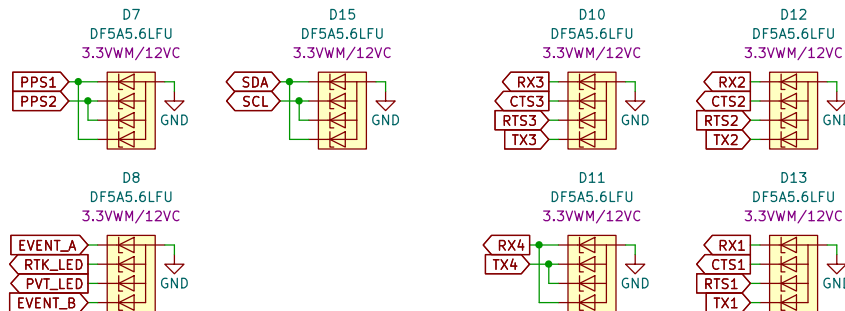 D7
DF5A5.6LFU
3.3VWM/12VC
PPS1
PPS2
GND
D15
DF5A5.6LFU
3.3VWM/12VC
SDA
SCL
GND
D10
DF5A5.6LFU
3.3VWM/12VC
RX3
CTS3
RTS3
TX3
GND
D12
DF5A5.6LFU
3.3VWM/12VC
RX2
CTS2
RTS2
TX2
GND
D8
DF5A5.6LFU
3.3VWM/12VC
EVENT_A
RTK_LED
PVT_LED
EVENT_B
GND
D11
DF5A5.6LFU
3.3VWM/12VC
RX4
TX4
GND
D13
DF5A5.6LFU
3.3VWM/12VC
RX1
CTS1
RTS1
TX1
GND